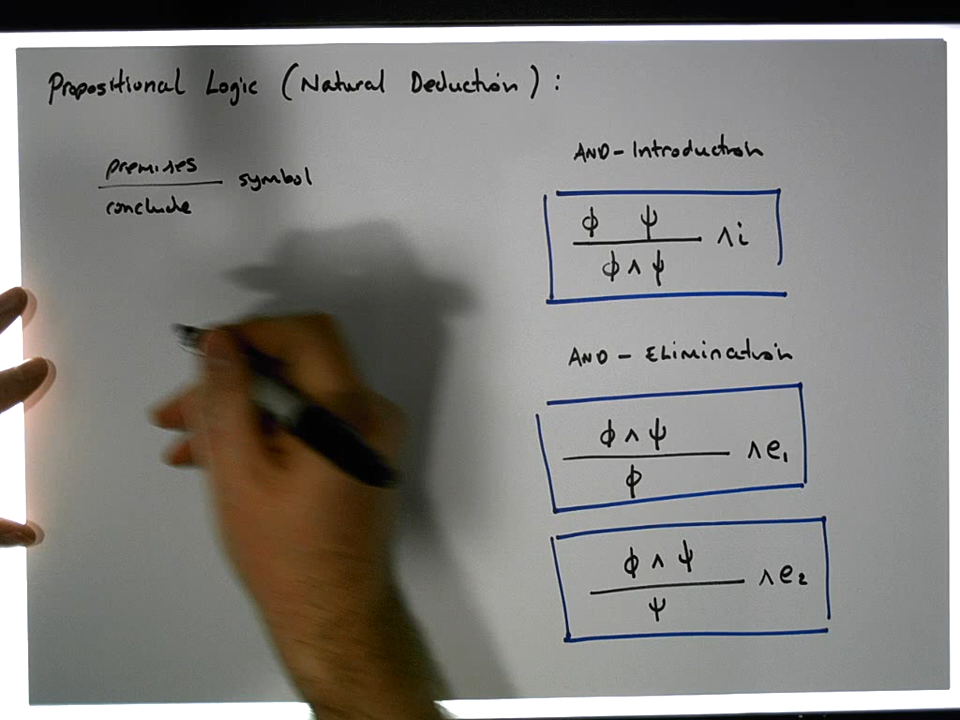 Propositional Logic (Natural Deduction):
premises
conclude
symbol
AND-Introduction
ϕ ψ
ϕ∧ψ
∧i
AND-Elimination
ϕ∧ψ
ϕ
∧e₁
ϕ∧ψ
ψ
∧e₂